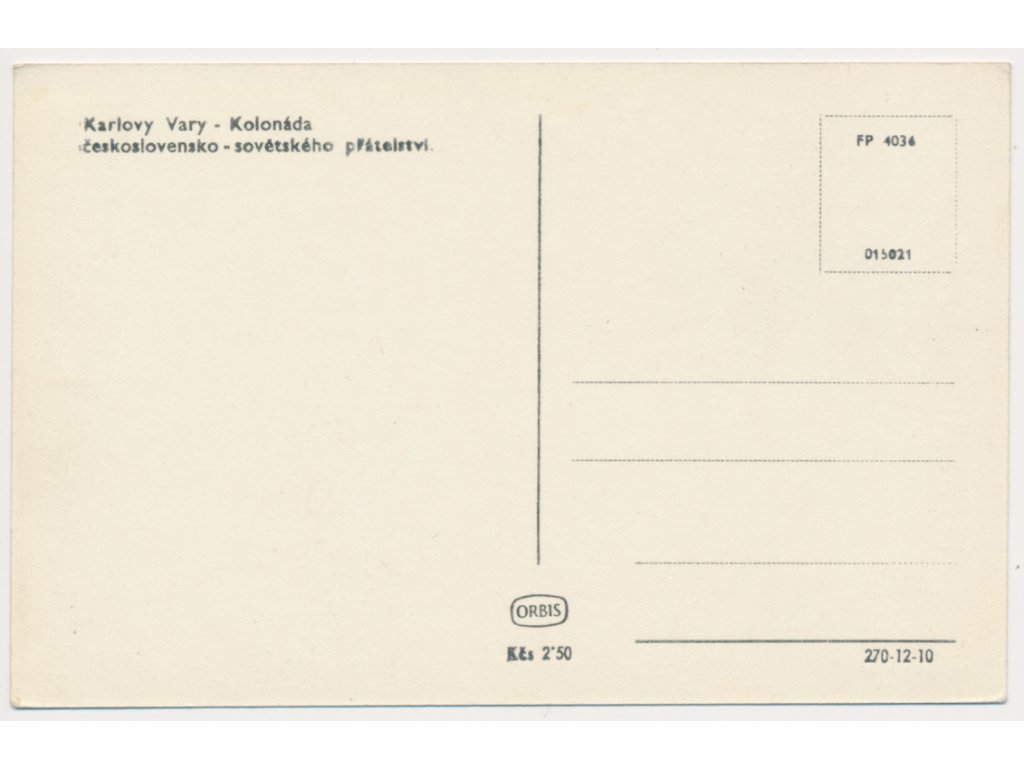 Karlovy Vary - Kolonáda
československo - sovětského přátelství.
FP 4036
015021
ORBIS
Kčs 2·50
270-12-10